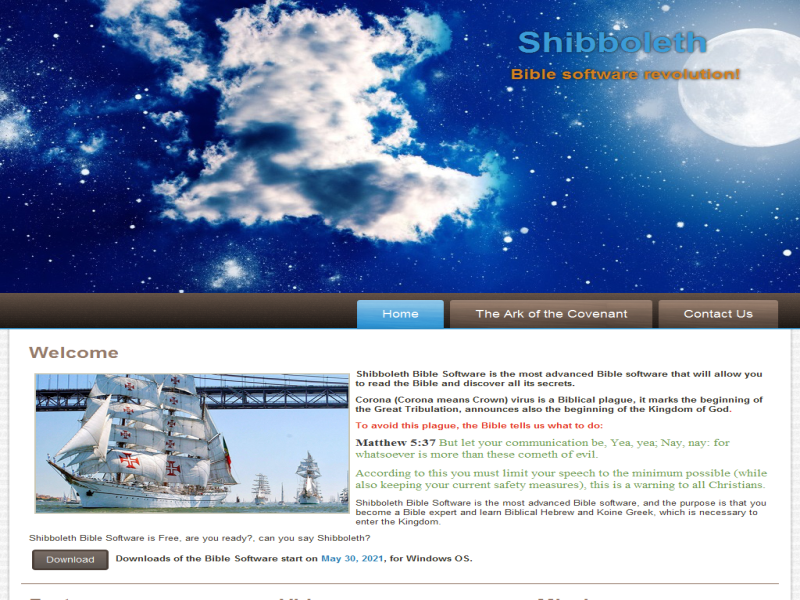 Shibboleth
Bible software revolution!
Home
The Ark of the Covenant
Contact Us
Welcome
Shibboleth Bible Software is the most advanced Bible software that will allow you
to read the Bible and discover all its secrets.
Corona (Corona means Crown) virus is a Biblical plague, it marks the beginning of
the Great Tribulation, announces also the beginning of the Kingdom of God.
To avoid this plague, the Bible tells us what to do:
Matthew 5:37 But let your communication be, Yea, yea; Nay, nay: for
whatsoever is more than these cometh of evil.
According to this you must limit your speech to the minimum possible (while
also keeping your current safety measures), this is a warning to all Christians.
Shibboleth Bible Software is the most advanced Bible software, and the purpose is that you
become a Bible expert and learn Biblical Hebrew and Koine Greek, which is necessary to
enter the Kingdom.
Shibboleth Bible Software is Free, are you ready?, can you say Shibboleth?
Download
Downloads of the Bible Software start on May 30, 2021, for Windows OS.